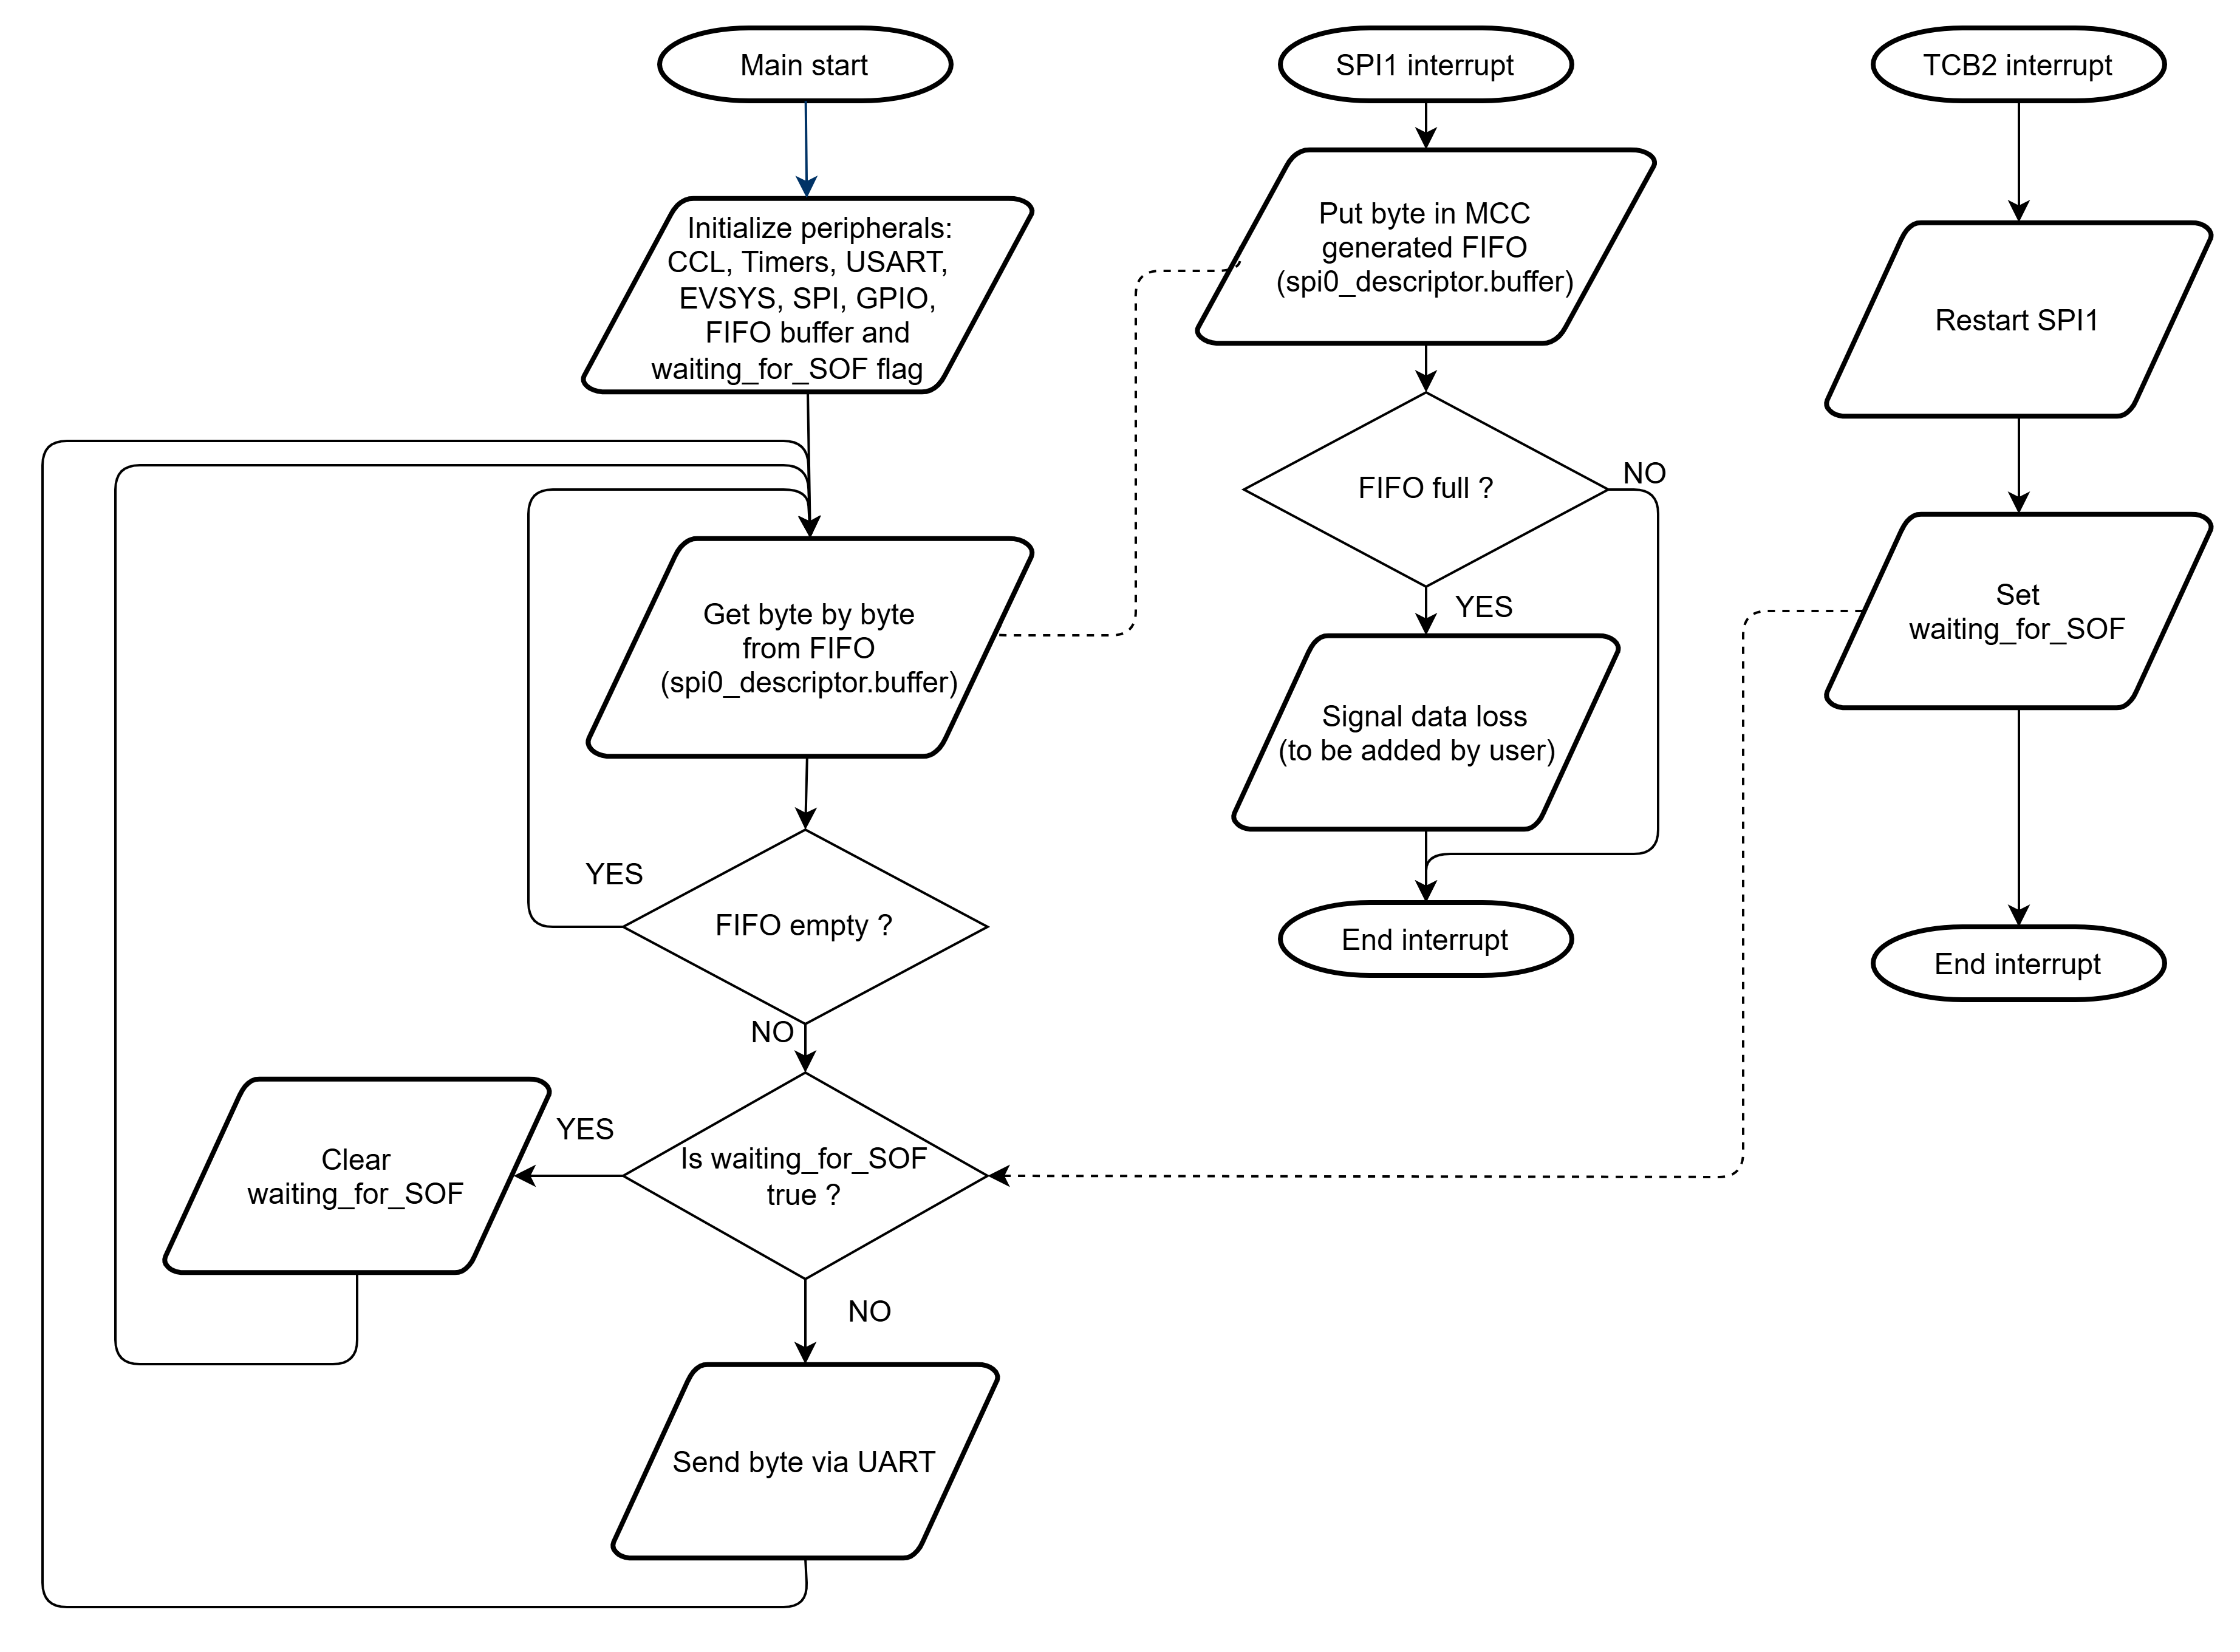 Main start
Initialize peripherals:
CCL, Timers, USART,
EVSYS, SPI, GPIO,
FIFO buffer and
waiting_for_SOF flag
Get byte by byte
from FIFO
(spi0_descriptor.buffer)
FIFO empty ?
YES
NO
Is waiting_for_SOF
true ?
YES
Clear
waiting_for_SOF
NO
Send byte via UART
SPI1 interrupt
Put byte in MCC
generated FIFO
(spi0_descriptor.buffer)
FIFO full ?
NO
YES
Signal data loss
(to be added by user)
End interrupt
TCB2 interrupt
Restart SPI1
Set
waiting_for_SOF
End interrupt